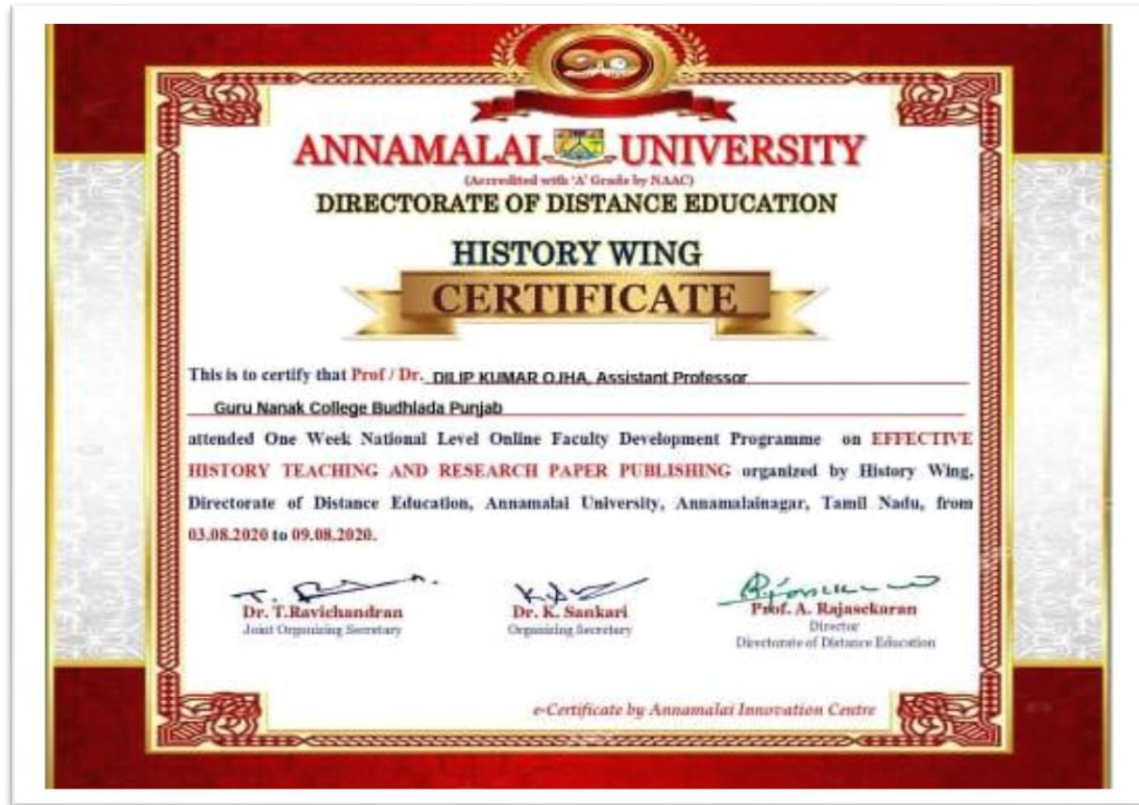 ANNAMALAI UNIVERSITY
(Accredited with 'A' Grade by NAAC)
DIRECTORATE OF DISTANCE EDUCATION
HISTORY WING
CERTIFICATE
This is to certify that Prof / Dr. DILIP KUMAR OJHA, Assistant Professor
Guru Nanak College Budhlada Punjab
attended One Week National Level Online Faculty Development Programme on EFFECTIVE
HISTORY TEACHING AND RESEARCH PAPER PUBLISHING organized by History Wing,
Directorate of Distance Education, Annamalai University, Annamalainagar, Tamil Nadu, from
03.08.2020 to 09.08.2020.
Dr. T.Ravichandran Dr. K. Sankari Prof. A. Rajasekaran
Joint Organizing Secretary Organizing Secretary Director
Directorate of Distance Education
e-Certificate by Annamalai Innovation Centre